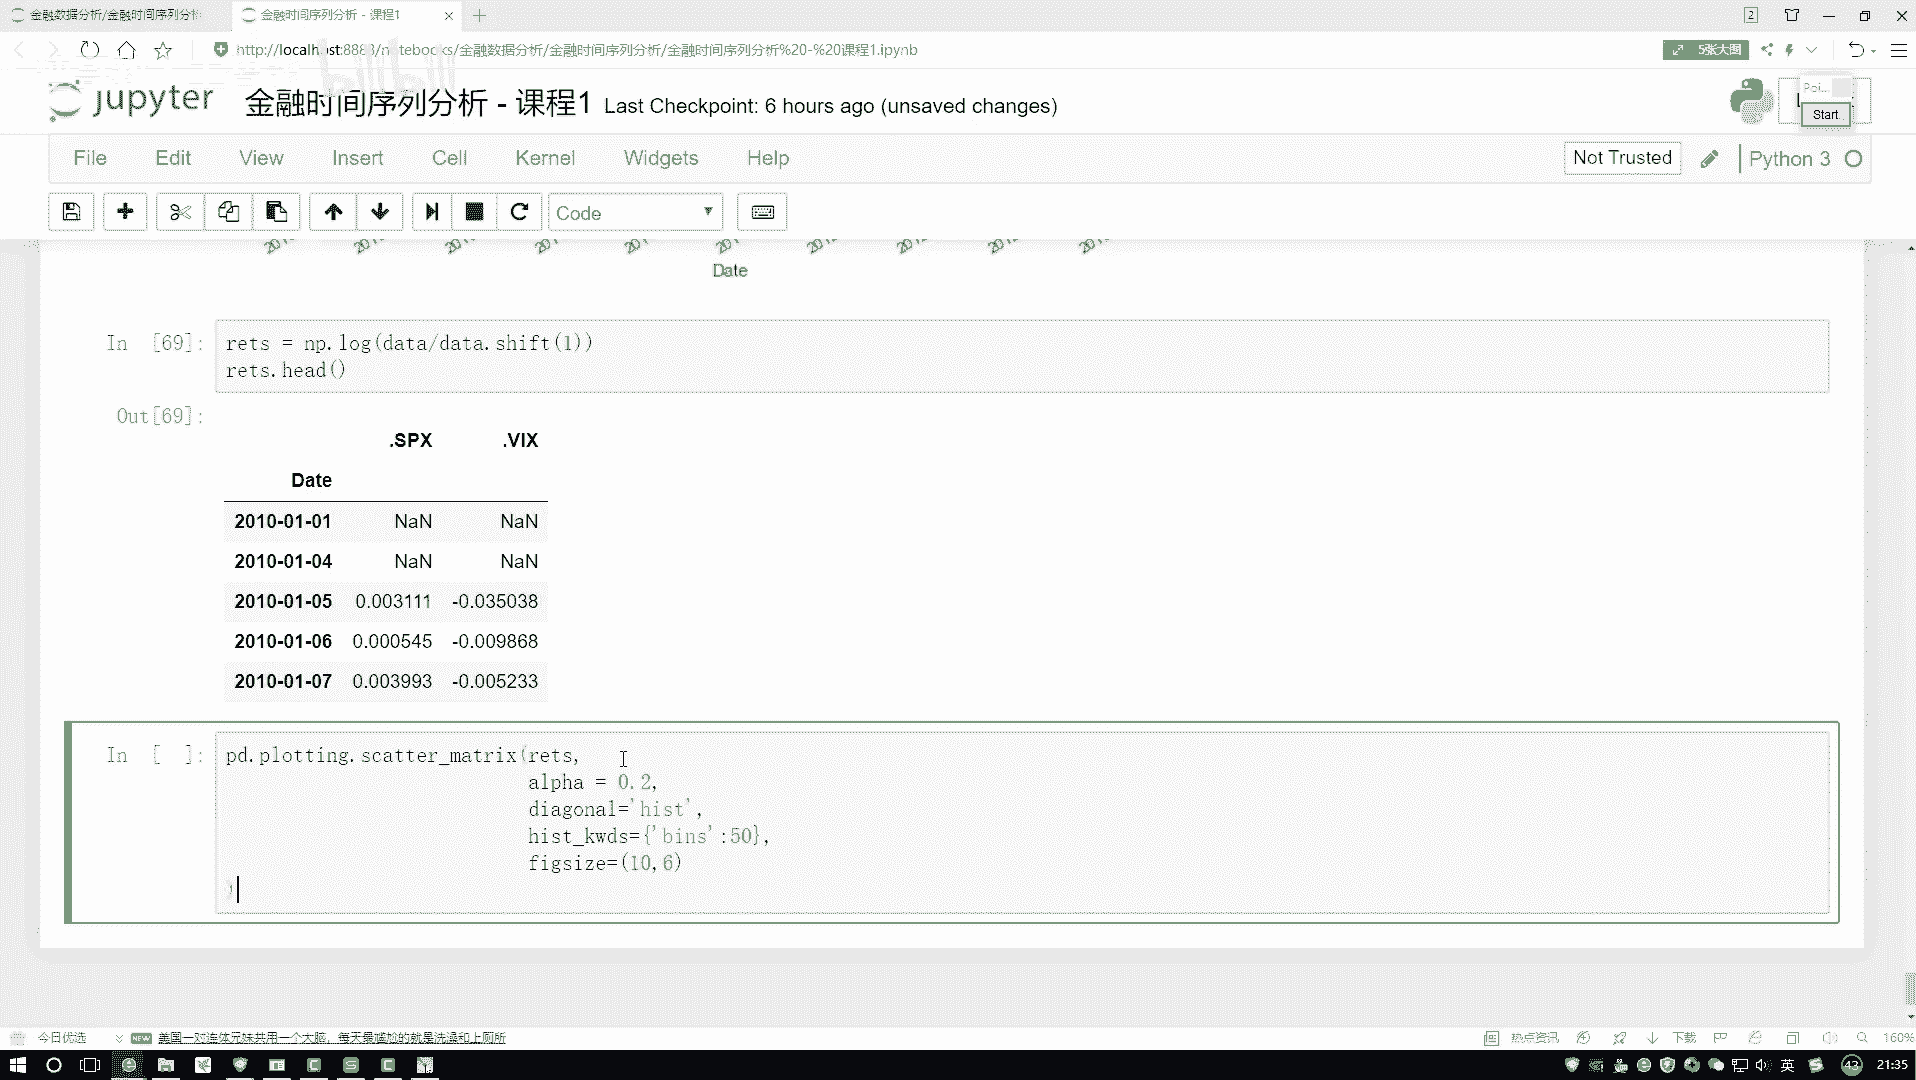 金融数据分析/金融时间序列分析
金融时间序列分析 - 课程1
2
http://localhost:8888/notebooks/金融数据分析/金融时间序列分析/金融时间序列分析%20-%20课程1.ipynb
5张大图
jupyter
金融时间序列分析 - 课程1
Last Checkpoint: 6 hours ago (unsaved changes)
Poi...
Start
File Edit View Insert Cell Kernel Widgets Help
Not Trusted
Python 3
Code
Date
In [69]:
rets = np.log(data/data.shift(1))
rets.head()
Out[69]:
.SPX .VIX
Date
2010-01-01 NaN NaN
2010-01-04 NaN NaN
2010-01-05 0.003111 -0.035038
2010-01-06 0.000545 -0.009868
2010-01-07 0.003993 -0.005233
In [ ]:
pd.plotting.scatter_matrix(rets,
alpha = 0.2,
diagonal='hist',
hist_kwds={'bins':50},
figsize=(10,6)
)
今日优选
NEW
美国一对连体兄妹共用一个大脑，每天最尴尬的就是洗澡和上厕所
热点资讯
下载
160%
英
43
21:35